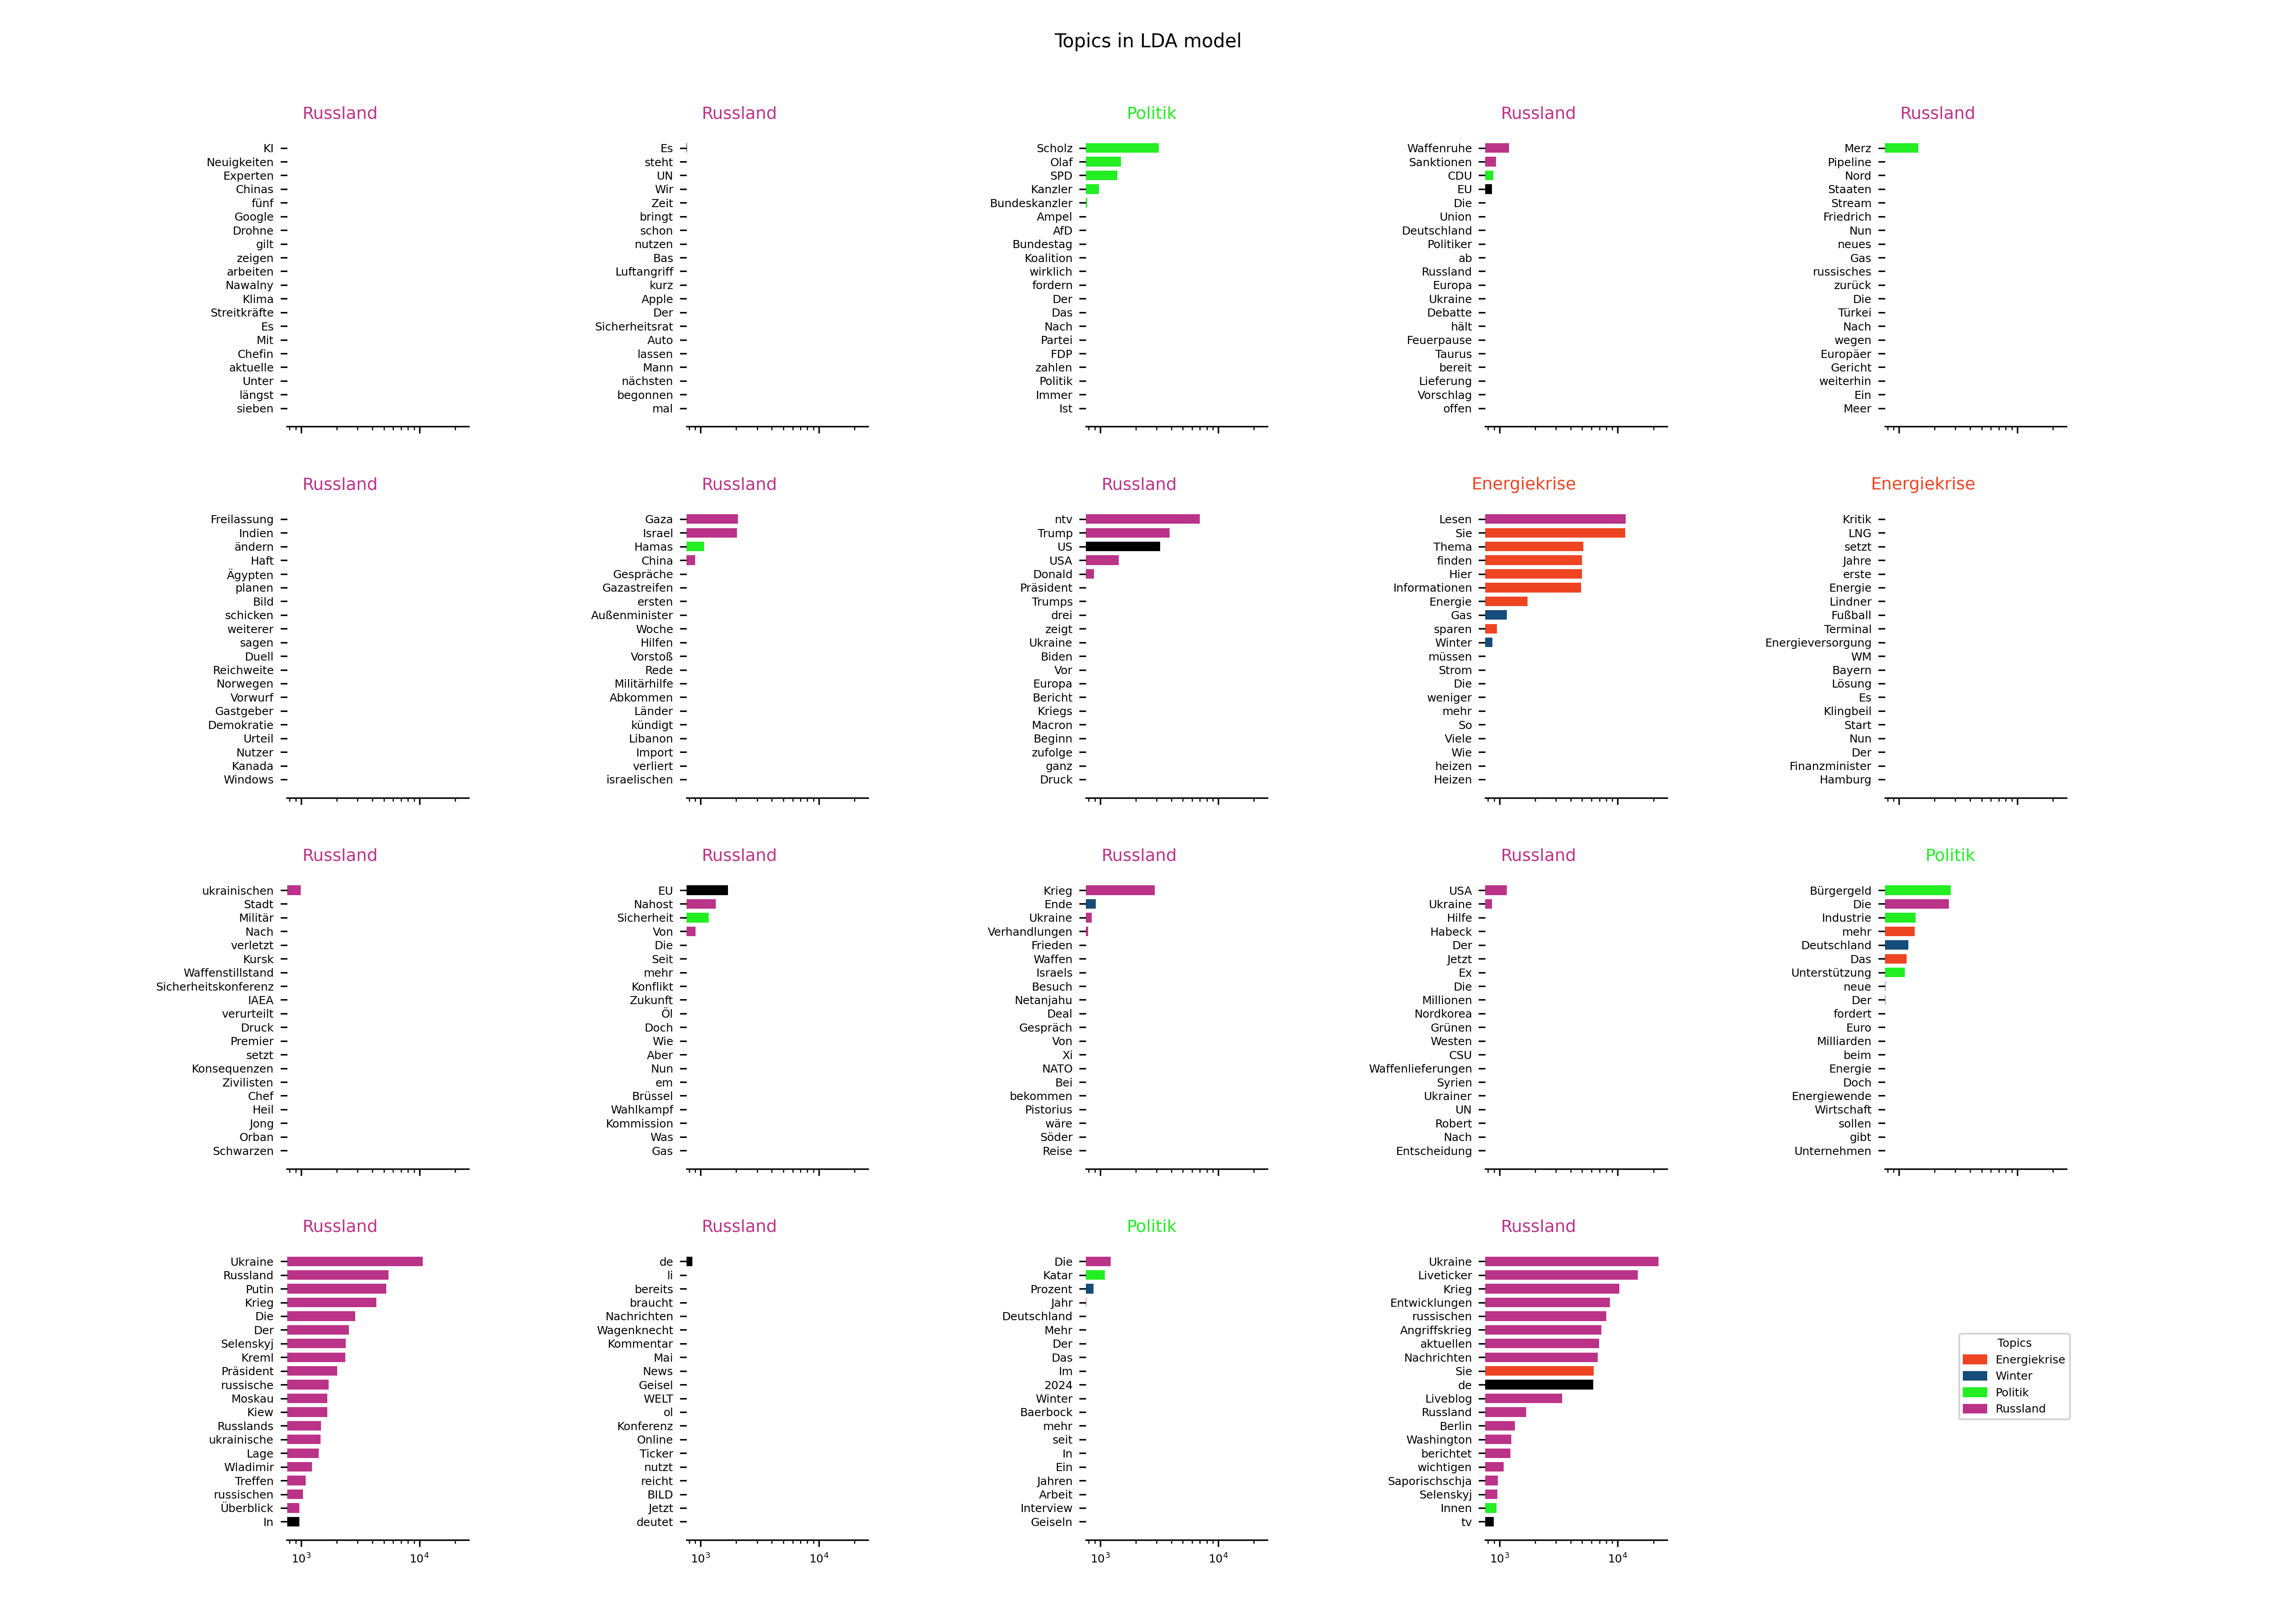 Topics in LDA model
Russland
KI
Neuigkeiten
Experten
Chinas
fünf
Google
Drohne
gilt
zeigen
arbeiten
Nawalny
Klima
Streitkräfte
Es
Mit
Chefin
aktuelle
Unter
längst
sieben
Russland
Es
steht
UN
Wir
Zeit
bringt
schon
nutzen
Bas
Luftangriff
kurz
Apple
Der
Sicherheitsrat
Auto
lassen
Mann
nächsten
begonnen
mal
Politik
Scholz
Olaf
SPD
Kanzler
Bundeskanzler
Ampel
AfD
Bundestag
Koalition
wirklich
fordern
Der
Das
Nach
Partei
FDP
zahlen
Politik
Immer
Ist
Russland
Waffenruhe
Sanktionen
CDU
EU
Die
Union
Deutschland
Politiker
ab
Russland
Europa
Ukraine
Debatte
hält
Feuerpause
Taurus
bereit
Lieferung
Vorschlag
offen
Russland
Merz
Pipeline
Nord
Staaten
Stream
Friedrich
Nun
neues
Gas
russisches
zurück
Die
Türkei
Nach
wegen
Europäer
Gericht
weiterhin
Ein
Meer
Russland
Freilassung
Indien
ändern
Haft
Ägypten
planen
Bild
schicken
weiterer
sagen
Duell
Reichweite
Norwegen
Vorwurf
Gastgeber
Demokratie
Urteil
Nutzer
Kanada
Windows
Russland
Gaza
Israel
Hamas
China
Gespräche
Gazastreifen
ersten
Außenminister
Woche
Hilfen
Vorstoß
Rede
Militärhilfe
Abkommen
Länder
kündigt
Libanon
Import
verliert
israelischen
Russland
ntv
Trump
US
USA
Donald
Präsident
Trumps
drei
zeigt
Ukraine
Biden
Vor
Europa
Bericht
Kriegs
Macron
Beginn
zufolge
ganz
Druck
Energiekrise
Lesen
Sie
Thema
finden
Hier
Informationen
Energie
Gas
sparen
Winter
müssen
Strom
Die
weniger
mehr
So
Viele
Wie
heizen
Heizen
Energiekrise
Kritik
LNG
setzt
Jahre
erste
Energie
Lindner
Fußball
Terminal
Energieversorgung
WM
Bayern
Lösung
Es
Klingbeil
Start
Nun
Der
Finanzminister
Hamburg
Russland
ukrainischen
Stadt
Militär
Nach
verletzt
Kursk
Waffenstillstand
Sicherheitskonferenz
IAEA
verurteilt
Druck
Premier
setzt
Konsequenzen
Zivilisten
Chef
Heil
Jong
Orban
Schwarzen
Russland
EU
Nahost
Sicherheit
Von
Die
Seit
mehr
Konflikt
Zukunft
Öl
Doch
Wie
Aber
Nun
em
Brüssel
Wahlkampf
Kommission
Was
Gas
Russland
Krieg
Ende
Ukraine
Verhandlungen
Frieden
Waffen
Israels
Besuch
Netanjahu
Deal
Gespräch
Von
Xi
NATO
Bei
bekommen
Pistorius
wäre
Söder
Reise
Russland
USA
Ukraine
Hilfe
Habeck
Der
Jetzt
Ex
Die
Millionen
Nordkorea
Grünen
Westen
CSU
Waffenlieferungen
Syrien
Ukrainer
UN
Robert
Nach
Entscheidung
Politik
Bürgergeld
Die
Industrie
mehr
Deutschland
Das
Unterstützung
neue
Der
fordert
Euro
Milliarden
beim
Energie
Doch
Energiewende
Wirtschaft
sollen
gibt
Unternehmen
Russland
Ukraine
Russland
Putin
Krieg
Die
Der
Selenskyj
Kreml
Präsident
russische
Moskau
Kiew
Russlands
ukrainische
Lage
Wladimir
Treffen
russischen
Überblick
In
10³ 10⁴
Russland
de
li
bereits
braucht
Nachrichten
Wagenknecht
Kommentar
Mai
News
Geisel
WELT
ol
Konferenz
Online
Ticker
nutzt
reicht
BILD
Jetzt
deutet
10³ 10⁴
Politik
Die
Katar
Prozent
Jahr
Deutschland
Mehr
Der
Das
Im
2024
Winter
Baerbock
mehr
seit
In
Ein
Jahren
Arbeit
Interview
Geiseln
10³ 10⁴
Russland
Ukraine
Liveticker
Krieg
Entwicklungen
russischen
Angriffskrieg
aktuellen
Nachrichten
Sie
de
Liveblog
Russland
Berlin
Washington
berichtet
wichtigen
Saporischschja
Selenskyj
Innen
tv
10³ 10⁴
Topics
Energiekrise
Winter
Politik
Russland